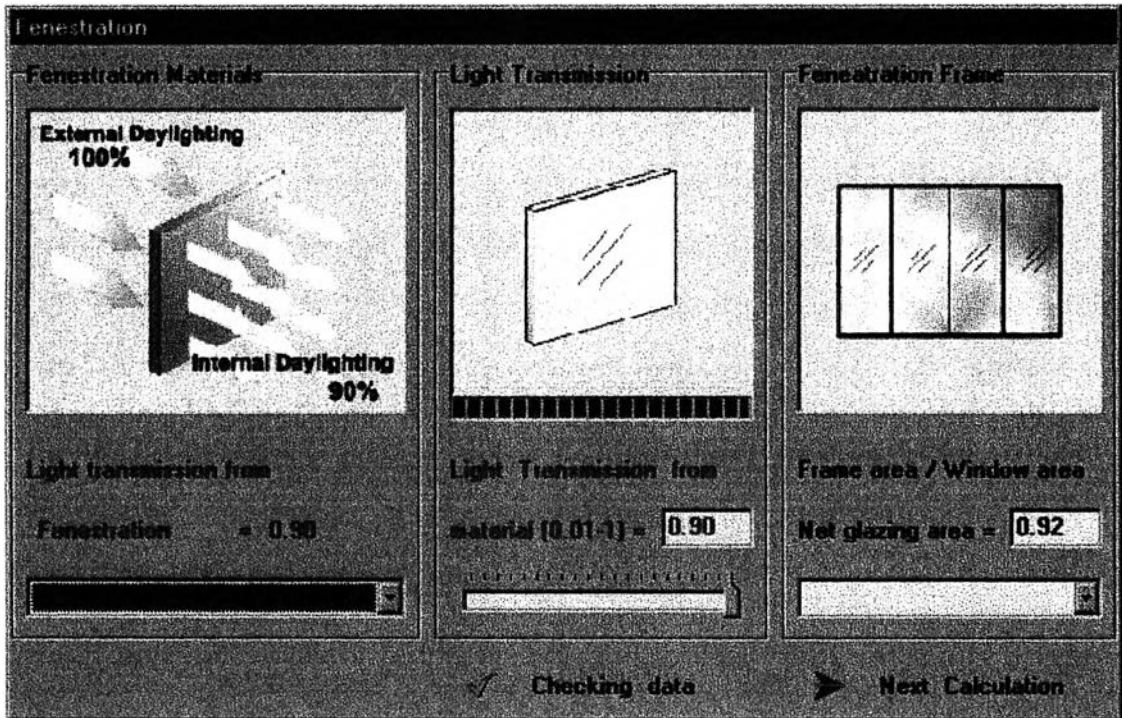 Fenestration
Fenestration Materials
External Daylighting
100%
Internal Daylighting
90%
Light transmission from
Fenestration = 0.90
Light Transmission
Light Transmission from
material [0.01-1] = 0.90
Feneatration Frame
Frame area / Window area
Net glazing area = 0.92
Checking data
Next Calculation